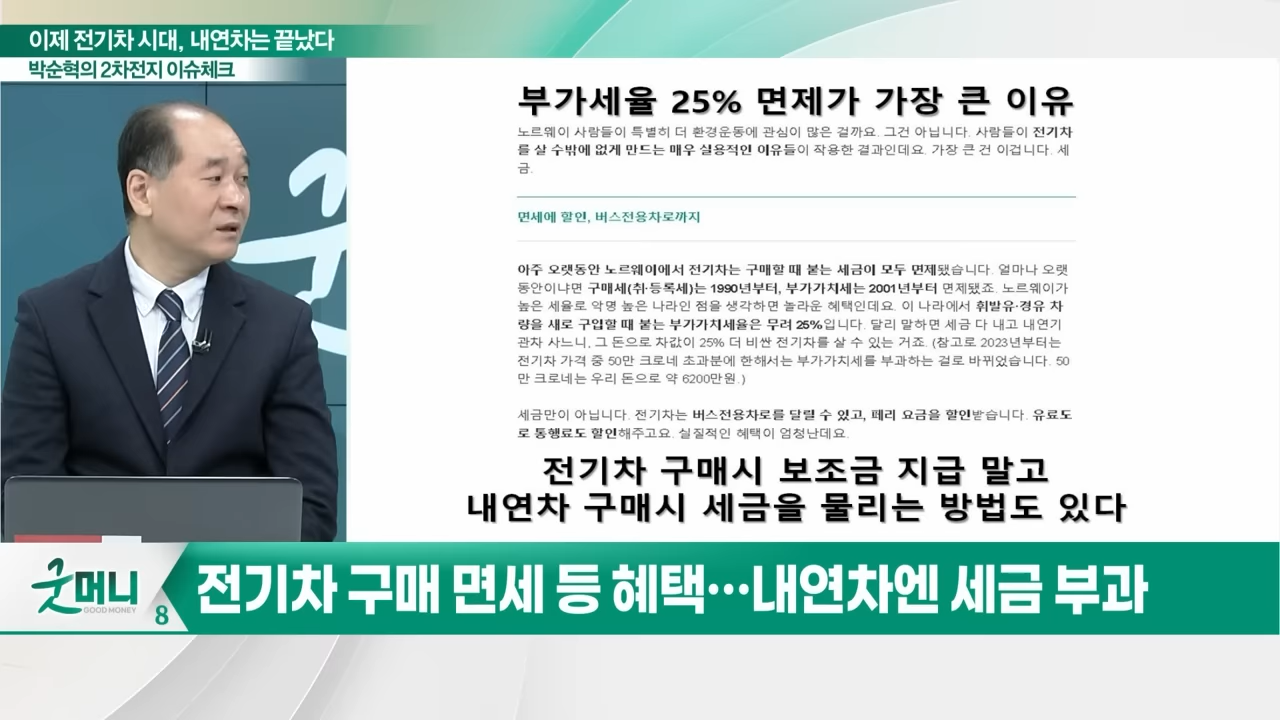 이제 전기차 시대, 내연차는 끝났다
박순혁의 2차전지 이슈체크
부가세율 25% 면제가 가장 큰 이유
노르웨이 사람들이 특별히 더 환경운동에 관심이 많은 걸까요. 그건 아닙니다. 사람들이 전기차
를 살 수밖에 없게 만드는 매우 실용적인 이유들이 작용한 결과인데요. 가장 큰 건 이겁니다. 세
금.
면세에 할인, 버스전용차로까지
아주 오랫동안 노르웨이에서 전기차는 구매할 때 붙는 세금이 모두 면제됐습니다. 얼마나 오랫
동안이냐면 구매세(취·등록세)는 1990년부터, 부가가치세는 2001년부터 면제됐죠. 노르웨이가
높은 세율로 악명 높은 나라인 점을 생각하면 놀라운 혜택인데요. 이 나라에서 휘발유·경유 차
량을 새로 구입할 때 붙는 부가가치세율은 무려 25%입니다. 달리 말하면 세금 다 내고 내연기
관차 사느니, 그 돈으로 차값이 25% 더 비싼 전기차를 살 수 있는 거죠. (참고로 2023년부터는
전기차 가격 중 50만 크로네 초과분에 한해서는 부가가치세를 부과하는 걸로 바뀌었습니다. 50
만 크로네는 우리 돈으로 약 6200만원.)
세금만이 아닙니다. 전기차는 버스전용차로를 달릴 수 있고, 페리 요금을 할인받습니다. 유료도
로 통행료도 할인해주고요. 실질적인 혜택이 엄청난데요.
전기차 구매시 보조금 지급 말고
내연차 구매시 세금을 물리는 방법도 있다
굿머니
GOOD MONEY
8
전기차 구매 면세 등 혜택…내연차엔 세금 부과